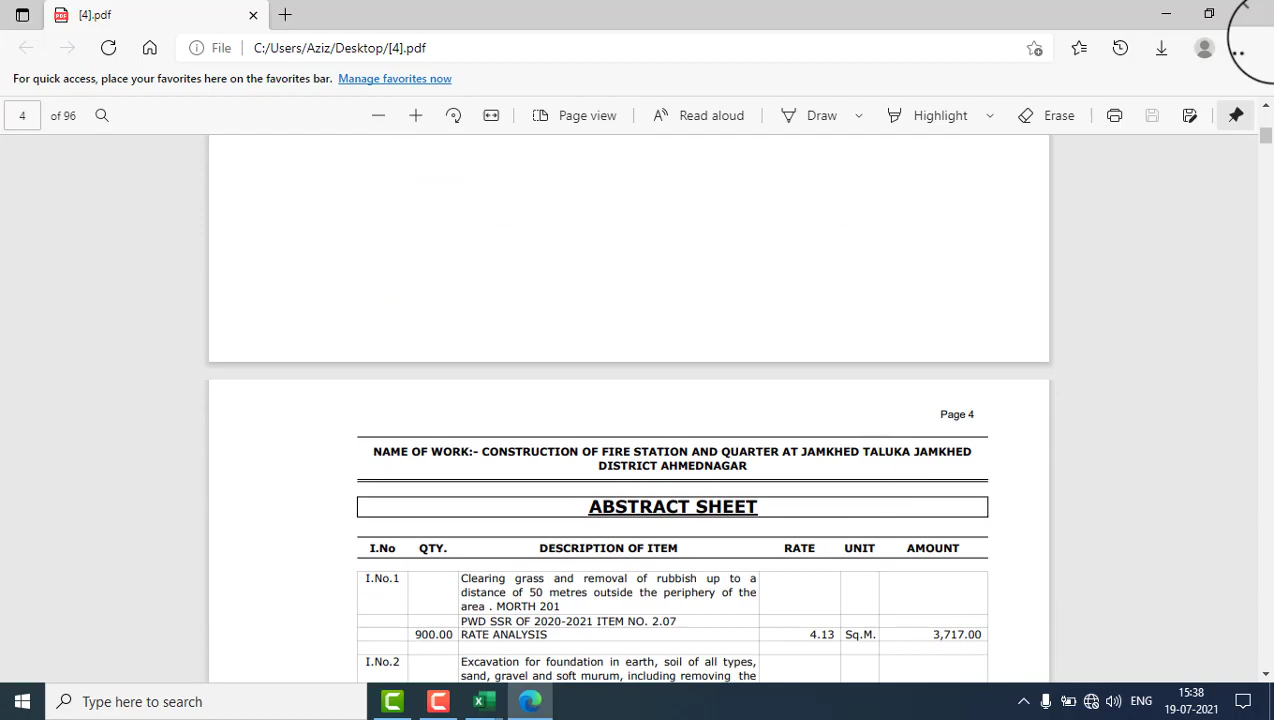 [4].pdf
File C:/Users/Aziz/Desktop/[4].pdf
For quick access, place your favorites here on the favorites bar. Manage favorites now
4 of 96 Page view Read aloud Draw Highlight Erase
Page 4
NAME OF WORK:- CONSTRUCTION OF FIRE STATION AND QUARTER AT JAMKHED TALUKA JAMKHED
DISTRICT AHMEDNAGAR
ABSTRACT SHEET
I.No QTY. DESCRIPTION OF ITEM RATE UNIT AMOUNT
I.No.1 Clearing grass and removal of rubbish up to a
distance of 50 metres outside the periphery of the
area . MORTH 201
PWD SSR OF 2020-2021 ITEM NO. 2.07
900.00 RATE ANALYSIS 4.13 Sq.M. 3,717.00
I.No.2 Excavation for foundation in earth, soil of all types,
sand, gravel and soft murum, including removing the
Type here to search
ENG
15:38
19-07-2021